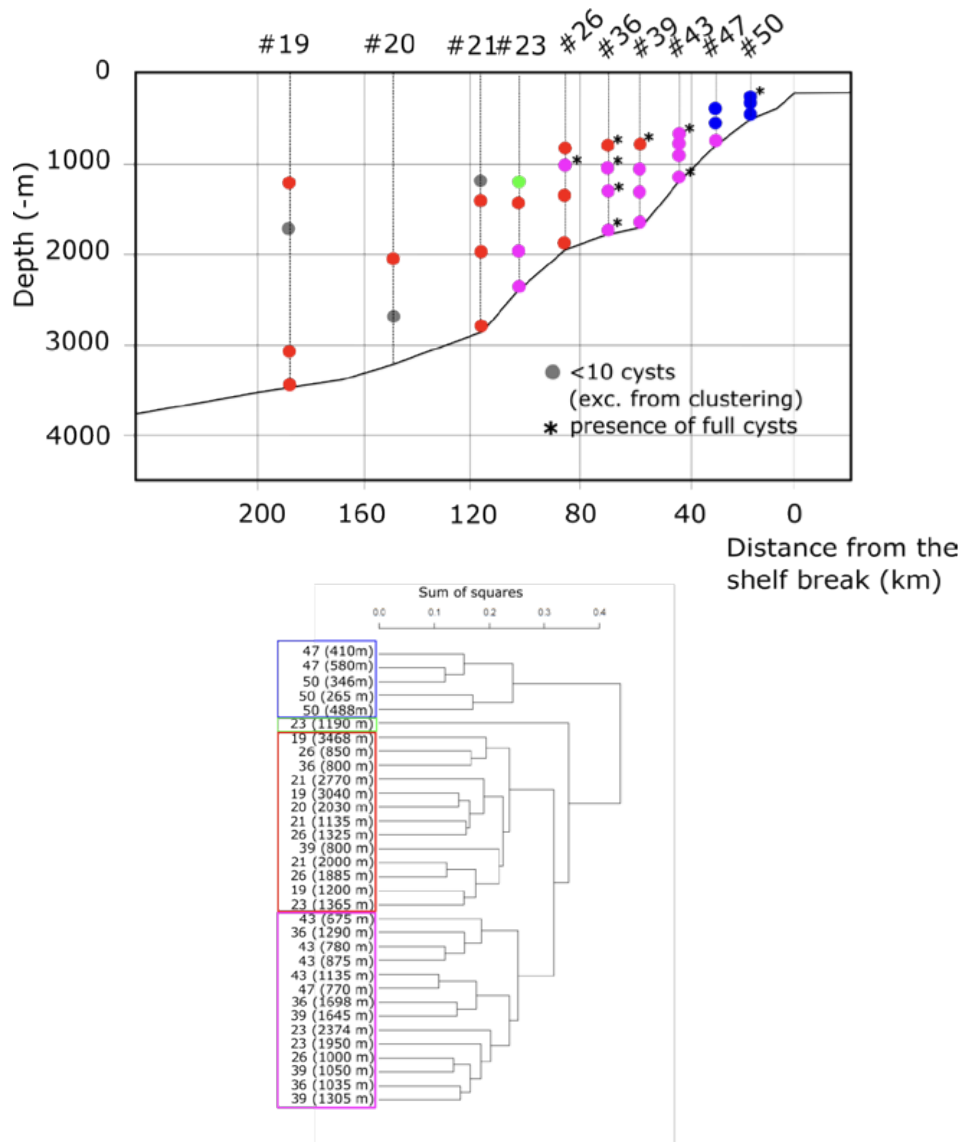 #19 #20 #21 #23 #26 #36 #39 #43 #47 #50
0
1000
2000
3000
4000
Depth (-m)
<10 cysts
(exc. from clustering)
* presence of full cysts
200 160 120 80 40 0
Distance from the
shelf break (km)
Sum of squares
0.0 0.1 0.2 0.3 0.4
47 (410m)
47 (580m)
50 (346m)
50 (265 m)
50 (488m)
23 (1190 m)
19 (3468 m)
26 (850 m)
36 (800 m)
21 (2770 m)
19 (3040 m)
20 (2030 m)
21 (1135 m)
26 (1325 m)
39 (800 m)
21 (2000 m)
26 (1885 m)
19 (1200 m)
23 (1365 m)
43 (675 m)
36 (1290 m)
43 (780 m)
43 (875 m)
43 (1135 m)
47 (770 m)
36 (1698 m)
39 (1645 m)
23 (2374 m)
23 (1950 m)
26 (1000 m)
39 (1050 m)
36 (1035 m)
39 (1305 m)